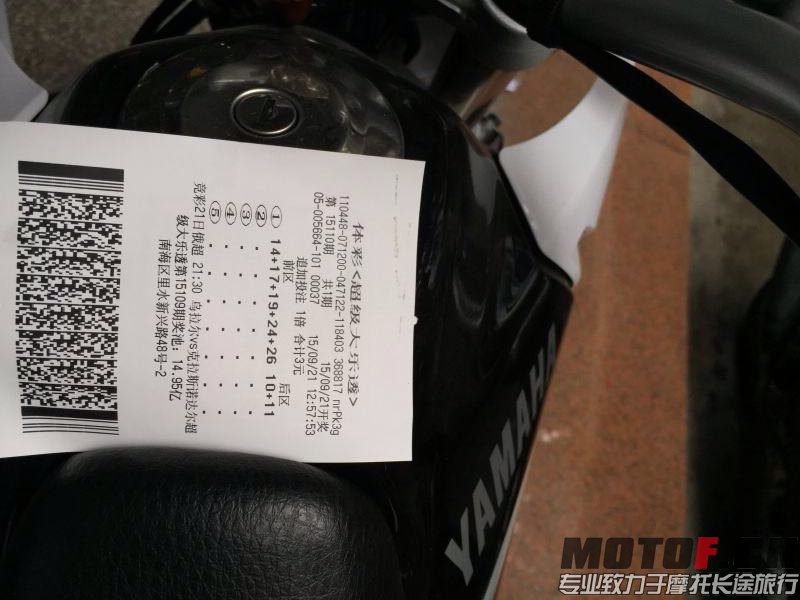 体彩<超级大乐透>
110448-071200-047122-118403 368817 nrPk3g
第 15110期 共1期 15/09/21开奖
05-005664-101 00037 15/09/21 12:57:53
追加投注 1倍 合计3元
前区 后区
① 14+17+19+24+26 10+11
② . . . . . . .
③ . . . . . . .
④ . . . . . . .
⑤ . . . . . . .
竞彩21日俄超 21:30 乌拉尔vs克拉斯诺达尔超
级大乐透第15109期奖池: 14.95亿
南海区里水新兴路48号-2
YAMAHA
专业致力于摩托长途旅行